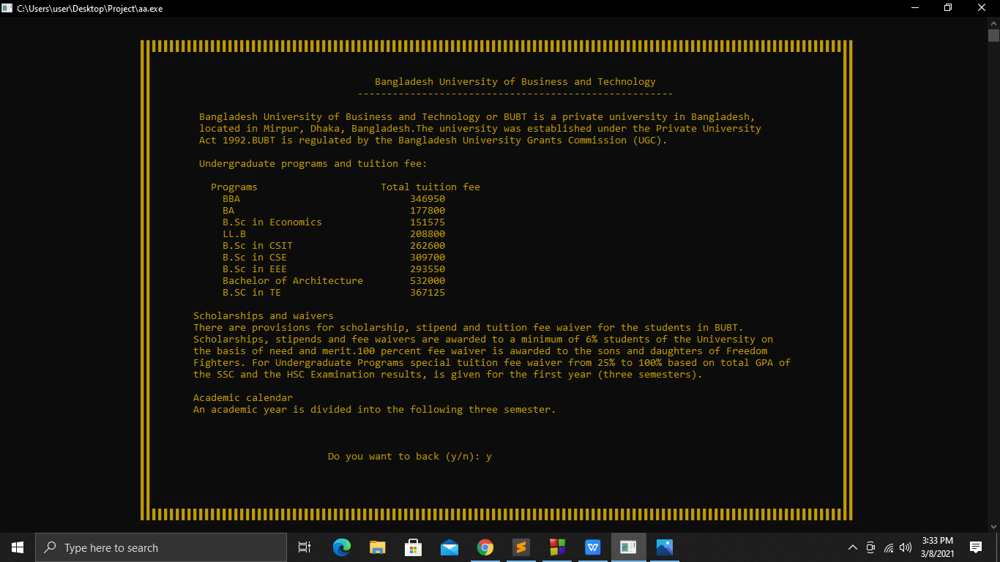 C:\Users\user\Desktop\Project\aa.exe
Bangladesh University of Business and Technology
------------------------------------------------------
Bangladesh University of Business and Technology or BUBT is a private university in Bangladesh,
located in Mirpur, Dhaka, Bangladesh.The university was established under the Private University
Act 1992.BUBT is regulated by the Bangladesh University Grants Commission (UGC).
Undergraduate programs and tuition fee:
Programs Total tuition fee
BBA 346950
BA 177800
B.Sc in Economics 151575
LL.B 208800
B.Sc in CSIT 262600
B.Sc in CSE 309700
B.Sc in EEE 293550
Bachelor of Architecture 532000
B.SC in TE 367125
Scholarships and waivers
There are provisions for scholarship, stipend and tuition fee waiver for the students in BUBT.
Scholarships, stipends and fee waivers are awarded to a minimum of 6% students of the University on
the basis of need and merit.100 percent fee waiver is awarded to the sons and daughters of Freedom
Fighters. For Undergraduate Programs special tuition fee waiver from 25% to 100% based on total GPA of
the SSC and the HSC Examination results, is given for the first year (three semesters).
Academic calendar
An academic year is divided into the following three semester.
Do you want to back (y/n): y
Type here to search
3:33 PM
3/8/2021